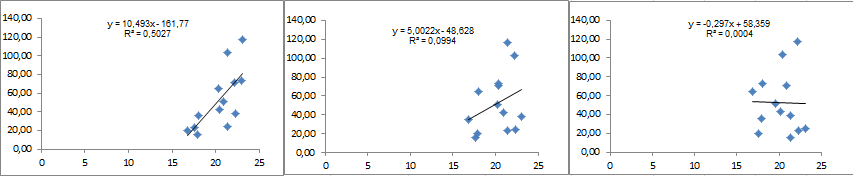 y = 10,493x - 161,77
R² = 0,5027
140,00
120,00
100,00
80,00
60,00
40,00
20,00
0,00
0 5 10 15 20 25
y = 5,0022x - 48,628
R² = 0,0994
140,00
120,00
100,00
80,00
60,00
40,00
20,00
0,00
0 5 10 15 20 25
y = -0,297x + 58,359
R² = 0,0004
140,00
120,00
100,00
80,00
60,00
40,00
20,00
0,00
0 5 10 15 20 25